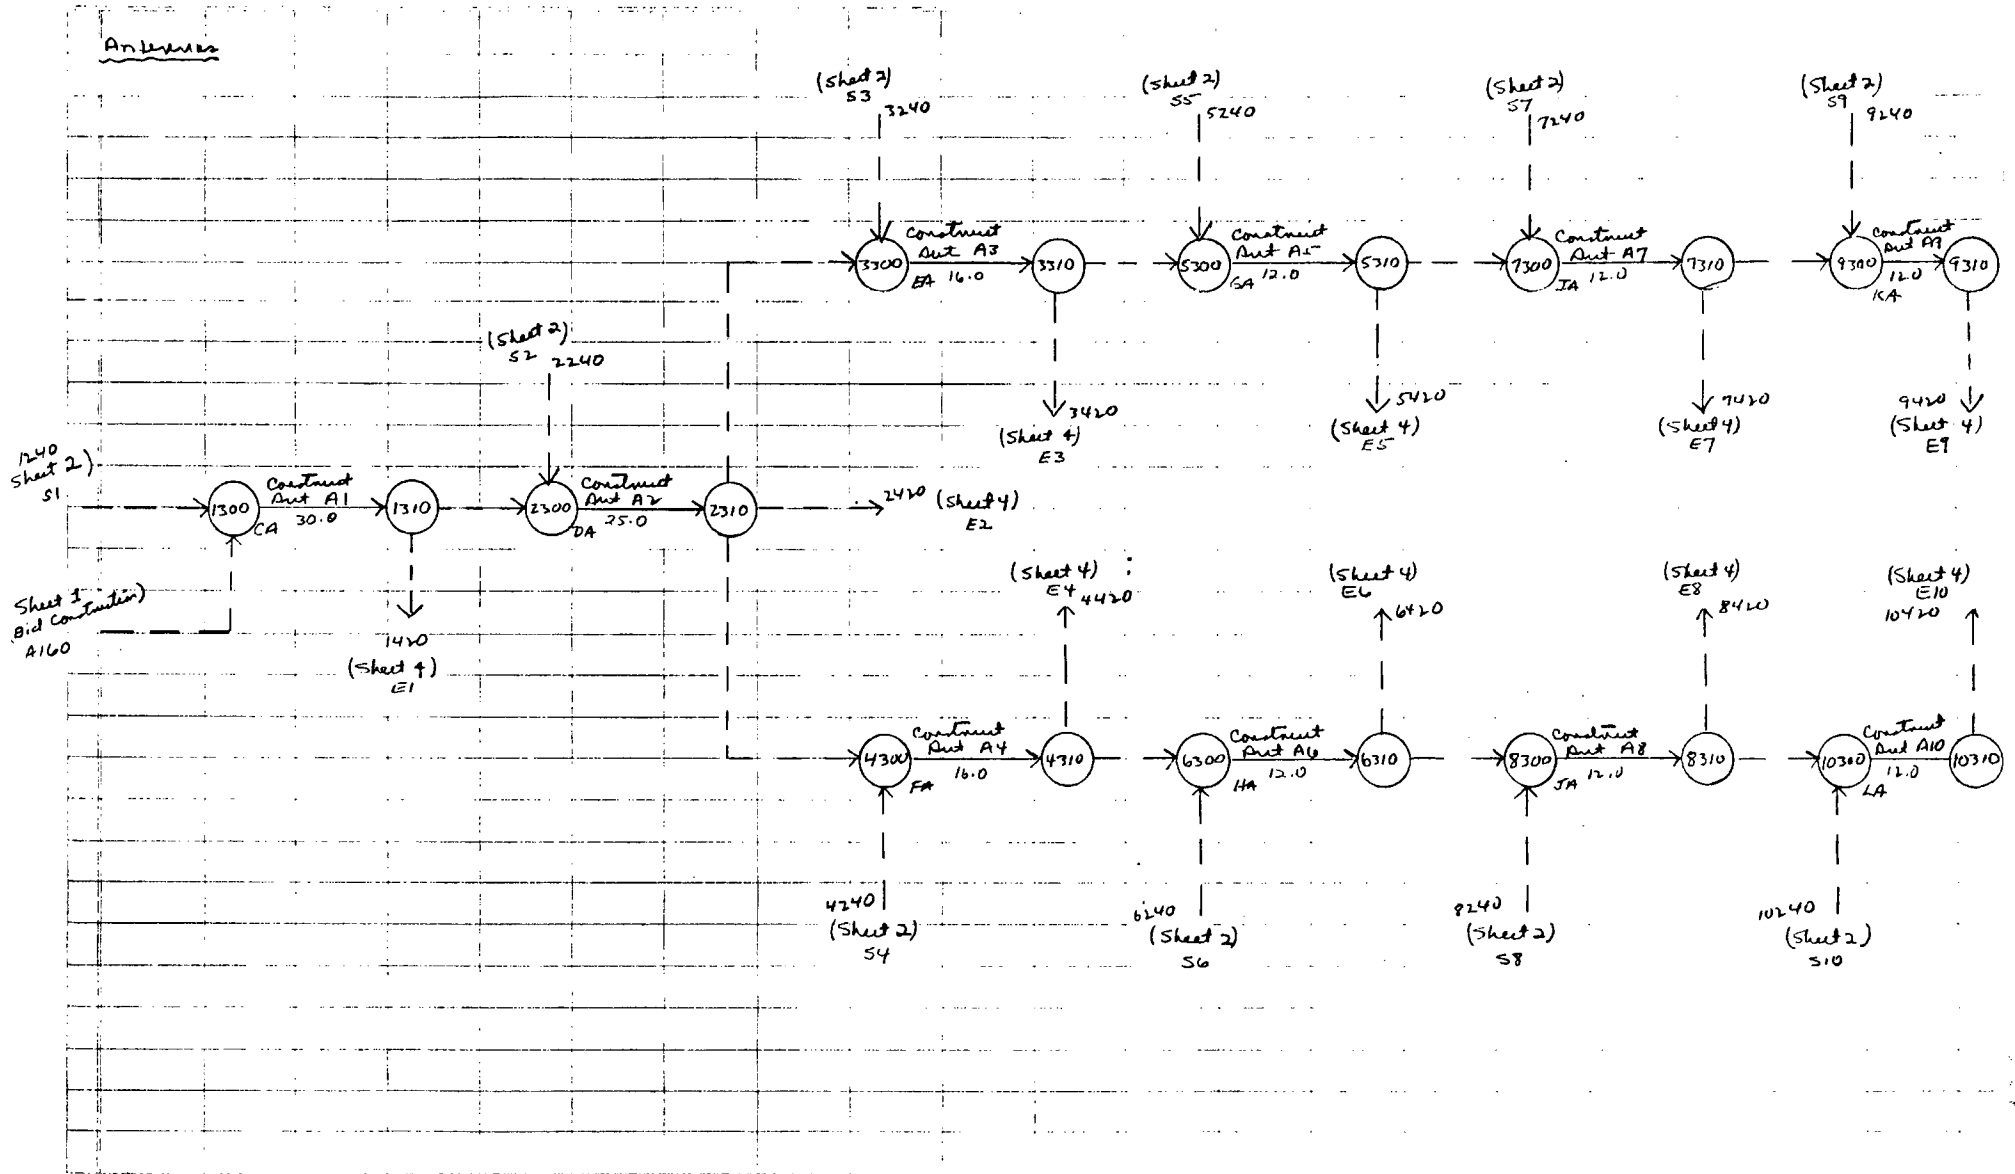 Antennas
(Sheet 2)
S3
3240
(Sheet 2)
S5
5240
(Sheet 2)
S7
7240
(Sheet 2)
S9
9240
3300
Construct
Ant A3
EA 16.0
3310
5300
Construct
Ant A5
GA 12.0
5310
7300
Construct
Ant A7
IA 12.0
7310
9300
Construct
Ant A9
12.0
KA
9310
(Sheet 2)
S2
2240
3420
(Sheet 4)
E3
5420
(Sheet 4)
E5
7420
(Sheet 4)
E7
9420
(Sheet 4)
E9
1240
Sheet 2)
S1
1300
Construct
Ant A1
CA 30.0
1310
2300
Construct
Ant A2
DA 25.0
2310
2420 (Sheet 4)
E2
Sheet 1
Bid Construction)
A160
1420
(Sheet 4)
E1
(Sheet 4)
E4 4420
(Sheet 4)
E6
6420
(Sheet 4)
E8
8420
(Sheet 4)
E10
10420
4300
Construct
Ant A4
FA 16.0
4310
6300
Construct
Ant A6
HA 12.0
6310
8300
Construct
Ant A8
JA 12.0
8310
10300
Construct
Ant A10
LA 12.0
10310
4240
(Sheet 2)
S4
6240
(Sheet 2)
S6
8240
(Sheet 2)
S8
10240
(Sheet 2)
S10